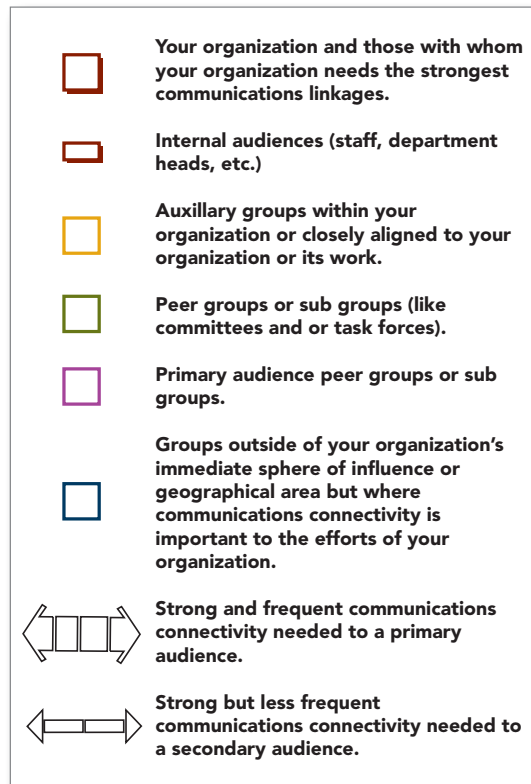 Your organization and those with whom
your organization needs the strongest
communications linkages.
Internal audiences (staff, department
heads, etc.)
Auxillary groups within your
organization or closely aligned to your
organization or its work.
Peer groups or sub groups (like
committees and or task forces).
Primary audience peer groups or sub
groups.
Groups outside of your organization’s
immediate sphere of influence or
geographical area but where
communications connectivity is
important to the efforts of your
organization.
Strong and frequent communications
connectivity needed to a primary
audience.
Strong but less frequent
communications connectivity needed to
a secondary audience.